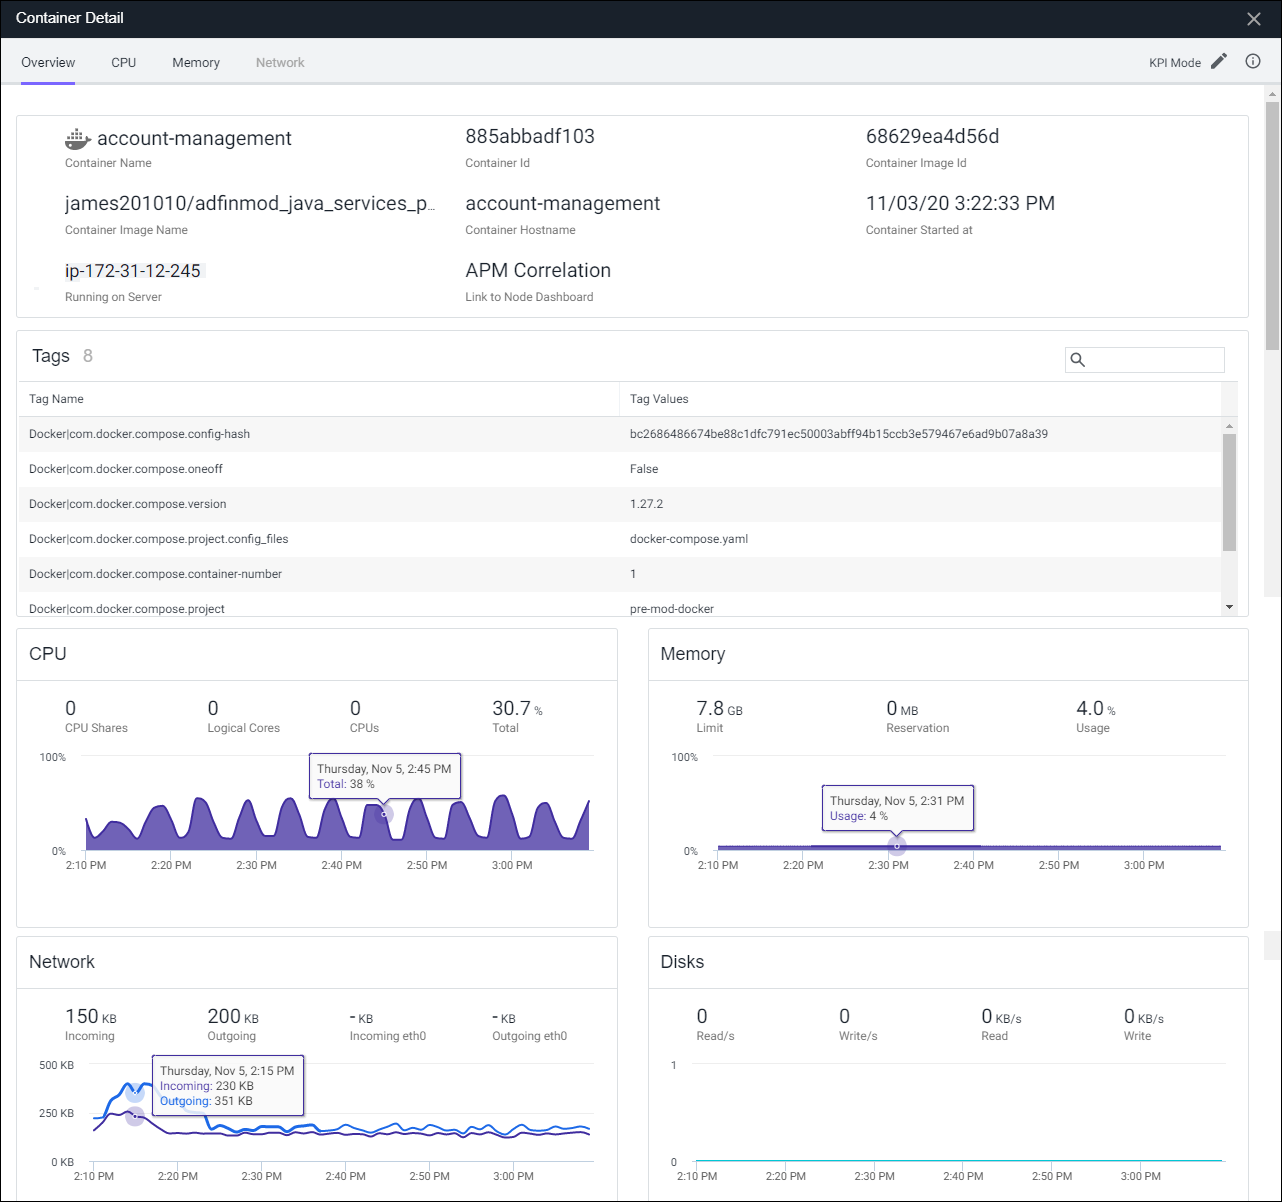 Container Detail
Overview CPU Memory Network KPI Mode
account-management 885abbadf103 68629ea4d56d
Container Name Container Id Container Image Id
james201010/adfinmod_java_services_p... account-management 11/03/20 3:22:33 PM
Container Image Name Container Hostname Container Started at
ip-172-31-12-245 APM Correlation
Running on Server Link to Node Dashboard
Tags 8
Tag Name Tag Values
Docker|com.docker.compose.config-hash bc2686486674be88c1dfc791ec50003abff94b15ccb3e579467e6ad9b07a8a39
Docker|com.docker.compose.oneoff False
Docker|com.docker.compose.version 1.27.2
Docker|com.docker.compose.project.config_files docker-compose.yaml
Docker|com.docker.compose.container-number 1
Docker|com.docker.compose.project pre-mod-docker
CPU
0 0 0 30.7 %
CPU Shares Logical Cores CPUs Total
100%
Thursday, Nov 5, 2:45 PM
Total: 38 %
0%
2:10 PM 2:20 PM 2:30 PM 2:40 PM 2:50 PM 3:00 PM
Memory
7.8 GB 0 MB 4.0 %
Limit Reservation Usage
100%
Thursday, Nov 5, 2:31 PM
Usage: 4 %
0%
2:10 PM 2:20 PM 2:30 PM 2:40 PM 2:50 PM 3:00 PM
Network
150 KB 200 KB - KB - KB
Incoming Outgoing Incoming eth0 Outgoing eth0
500 KB
Thursday, Nov 5, 2:15 PM
Incoming: 230 KB
Outgoing: 351 KB
250 KB
0 KB
2:10 PM 2:20 PM 2:30 PM 2:40 PM 2:50 PM 3:00 PM
Disks
0 0 0 KB/s 0 KB/s
Read/s Write/s Read Write
1
0
2:10 PM 2:20 PM 2:30 PM 2:40 PM 2:50 PM 3:00 PM